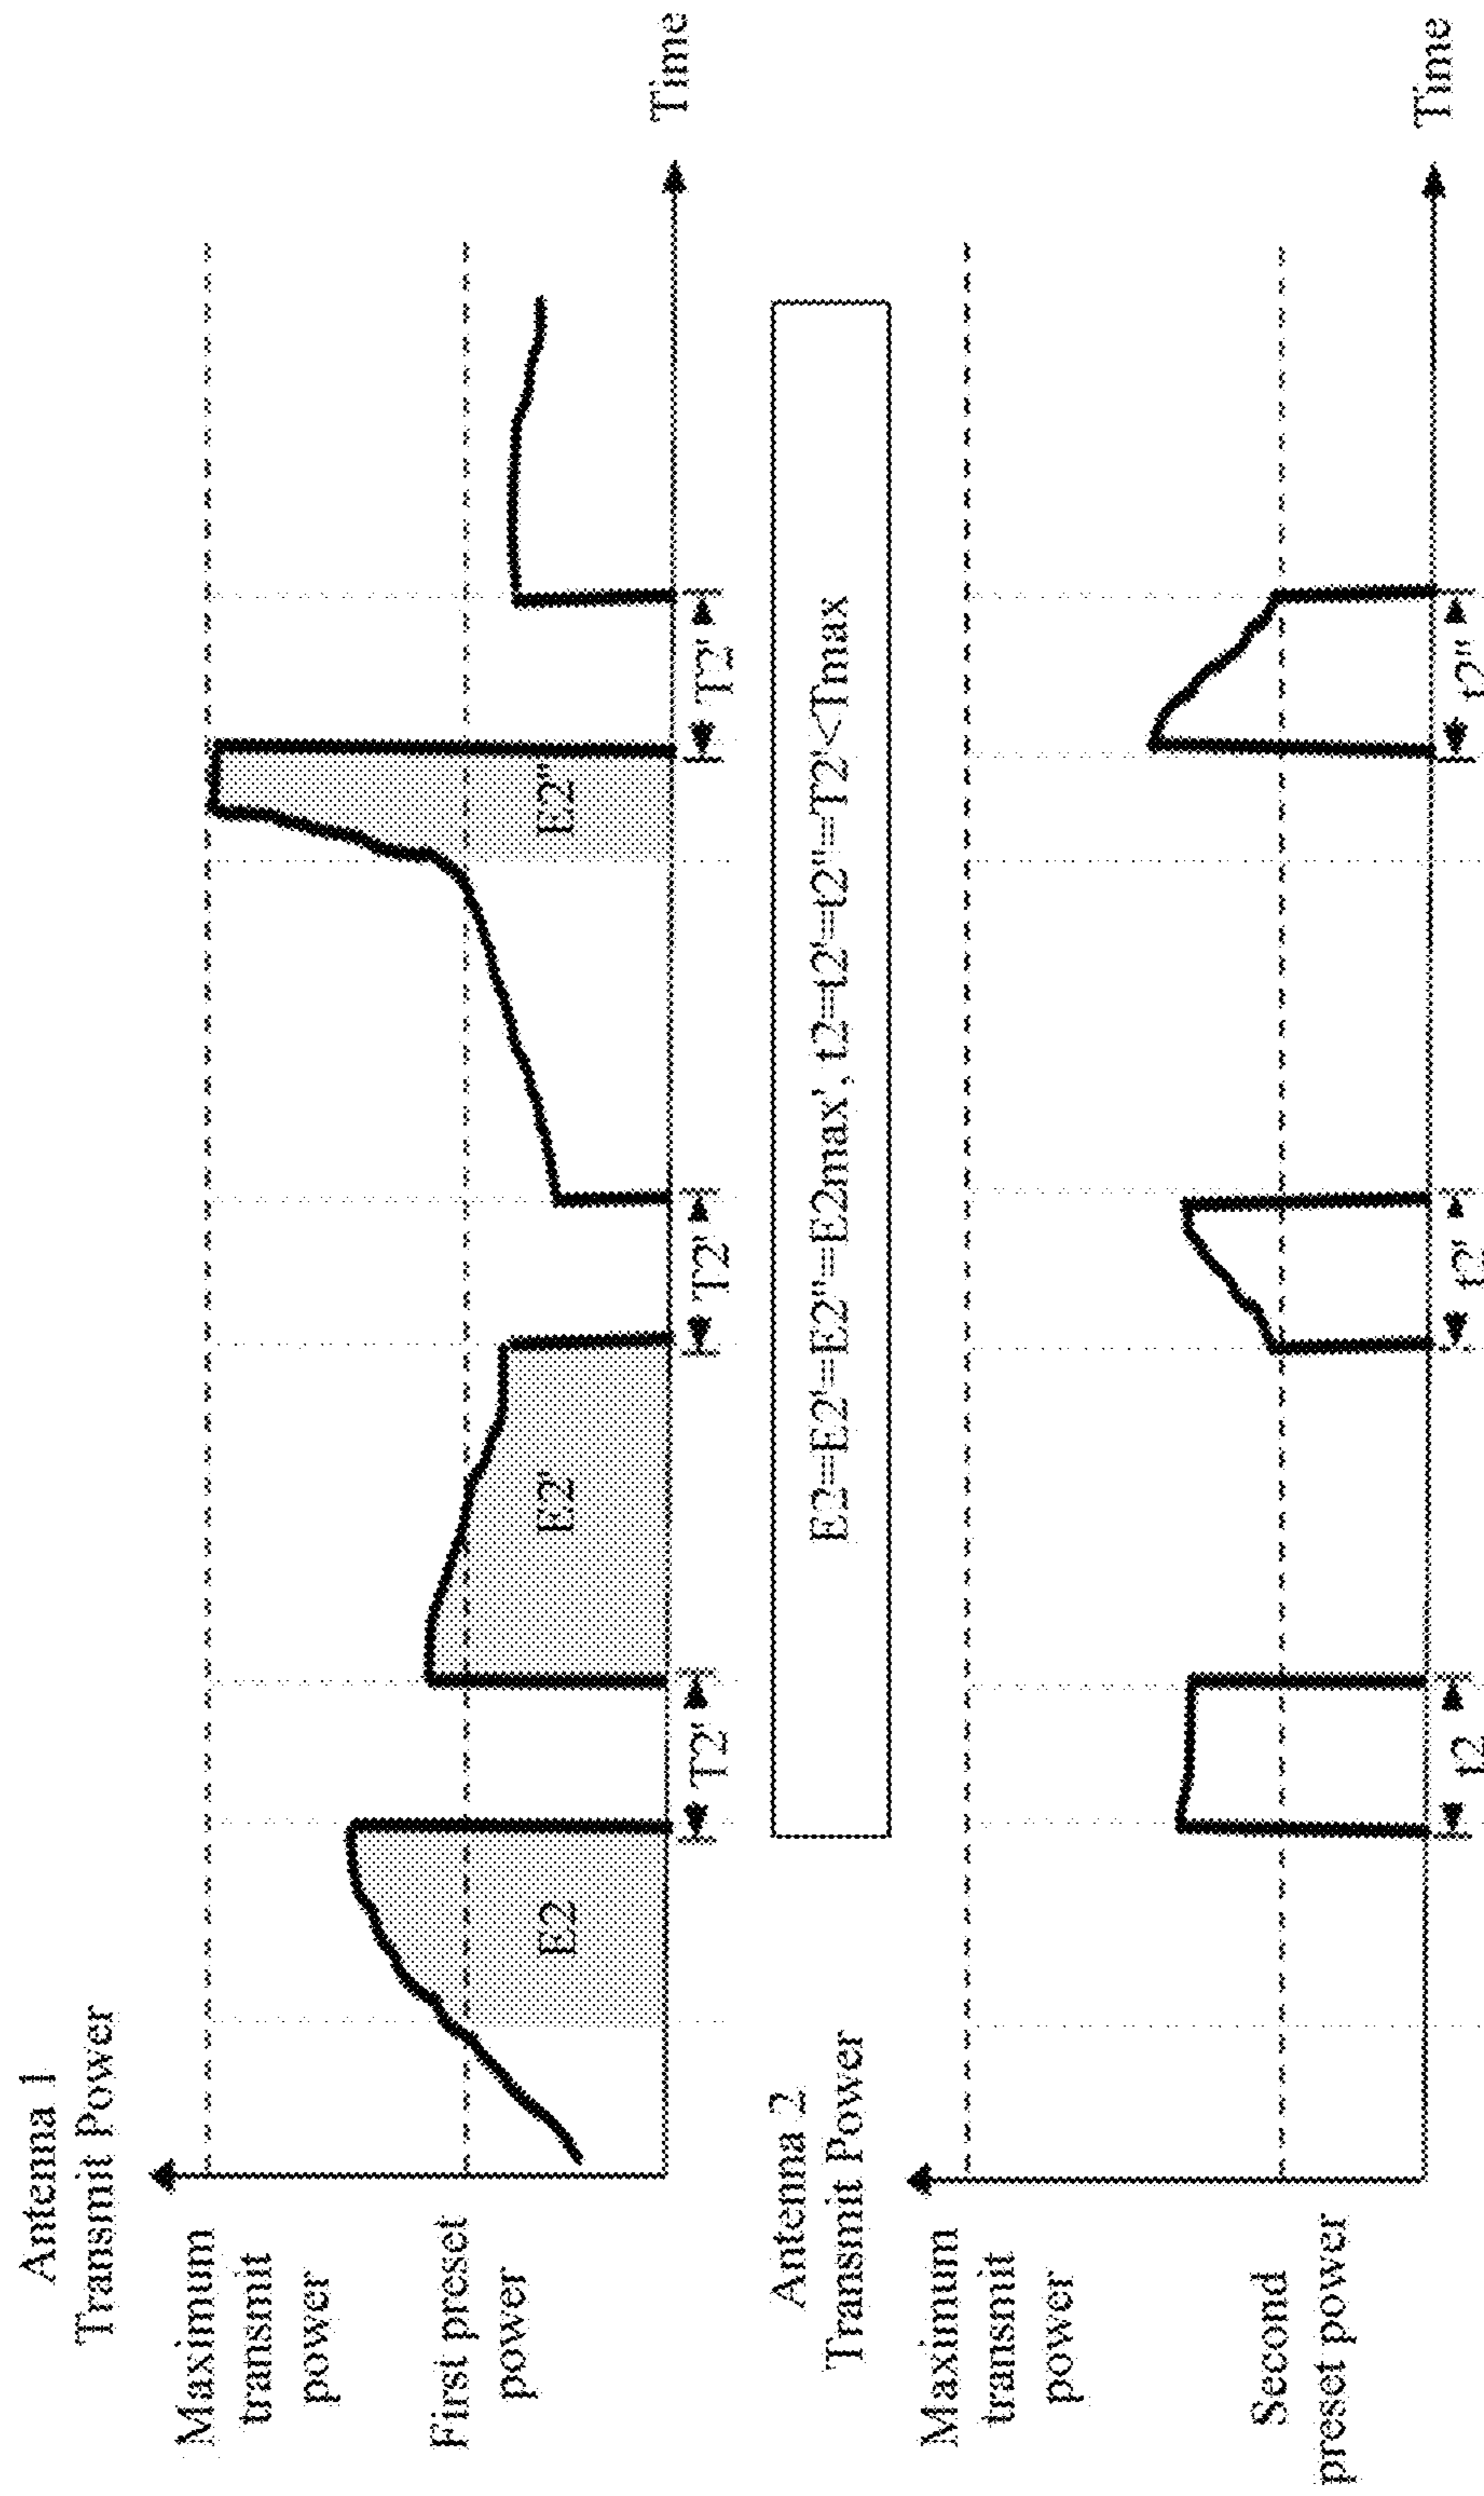 Antenna 1
Transmit Power
Maximum
transmit
power
First preset
power
E2
E2'
E2"
T2'
T2'
T2'
Time
E2=E2'=E2"=E2max', t2=t2'=t2"=T2'<Tmax
Antenna 2
Transmit Power
Maximum
transmit
power
Second
preset power
t2
t2'
t2"
Time